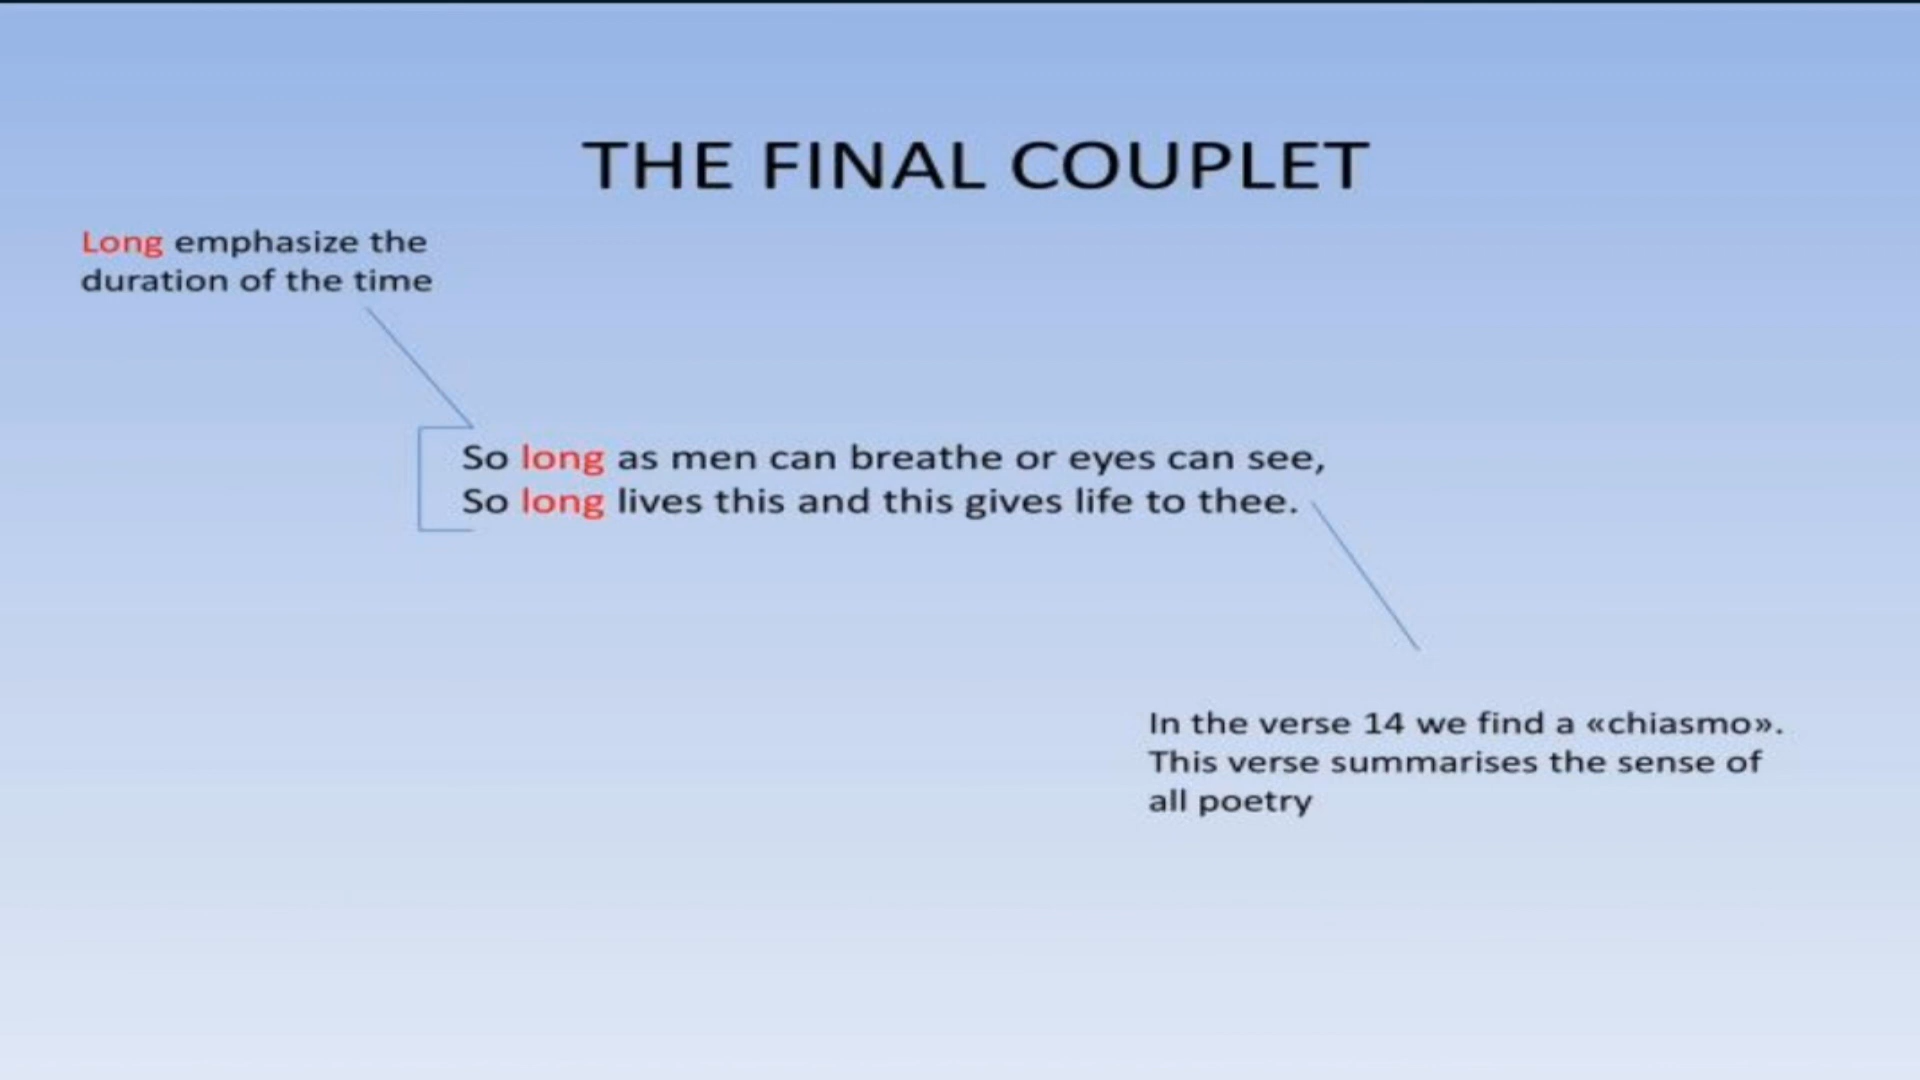 THE FINAL COUPLET
Long emphasize the
duration of the time
So long as men can breathe or eyes can see,
So long lives this and this gives life to thee.
In the verse 14 we find a «chiasmo».
This verse summarises the sense of
all poetry